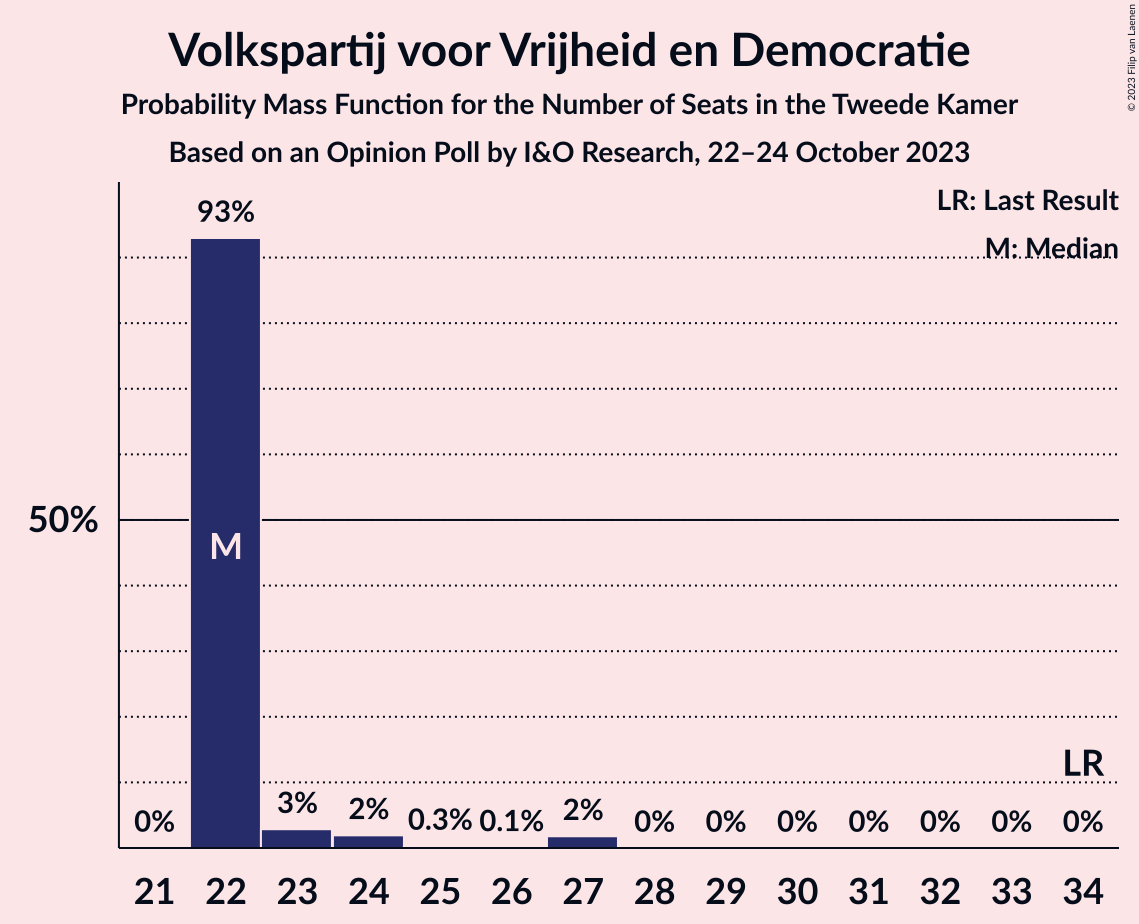 Volkspartij voor Vrijheid en Democratie
Probability Mass Function for the Number of Seats in the Tweede Kamer
Based on an Opinion Poll by I&O Research, 22–24 October 2023
© 2023 Filip van Laenen
LR: Last Result
M: Median
93%
50%
M
LR
0%
3%
2%
0.3%
0.1%
2%
0%
0%
0%
0%
0%
0%
0%
21 22 23 24 25 26 27 28 29 30 31 32 33 34